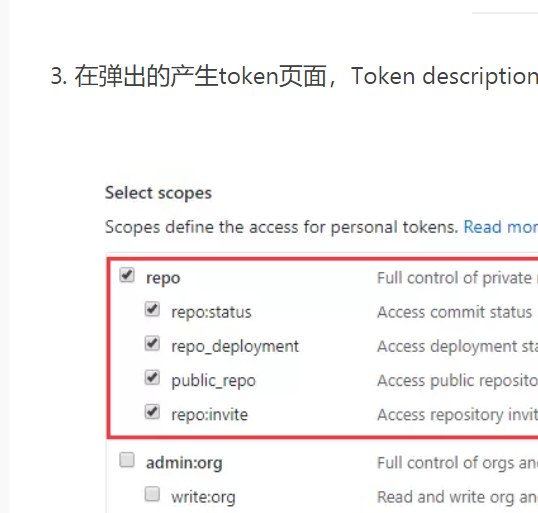 3. 在弹出的产生token页面，Token description
Select scopes
Scopes define the access for personal tokens. Read mor
repo Full control of private
repo:status Access commit status
repo_deployment Access deployment sta
public_repo Access public reposito
repo:invite Access repository invit
admin:org Full control of orgs an
write:org Read and write org an